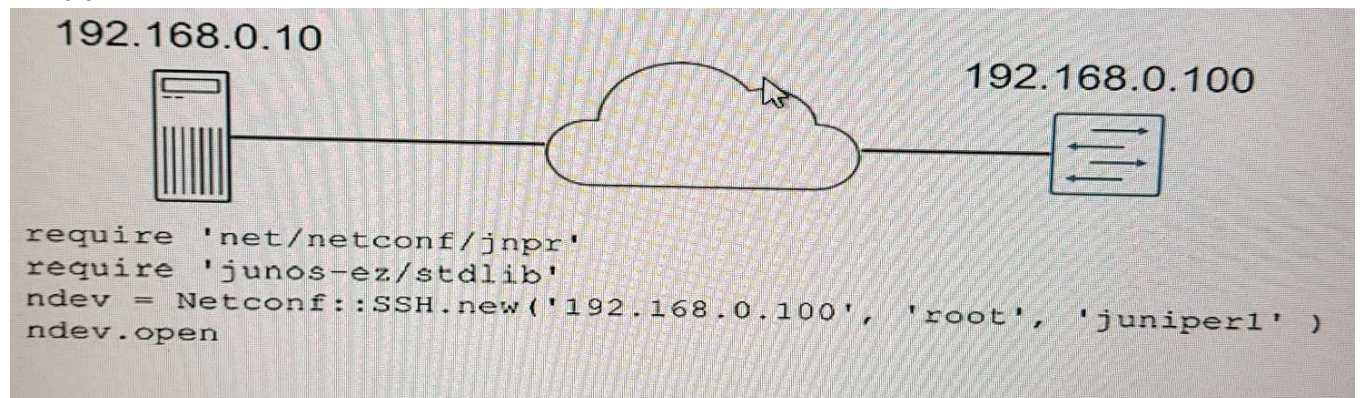 192.168.0.10
192.168.0.100
require 'net/netconf/jnpr'
require 'junos-ez/stdlib'
ndev = Netconf::SSH.new('192.168.0.100', 'root', 'juniper1' )
ndev.open